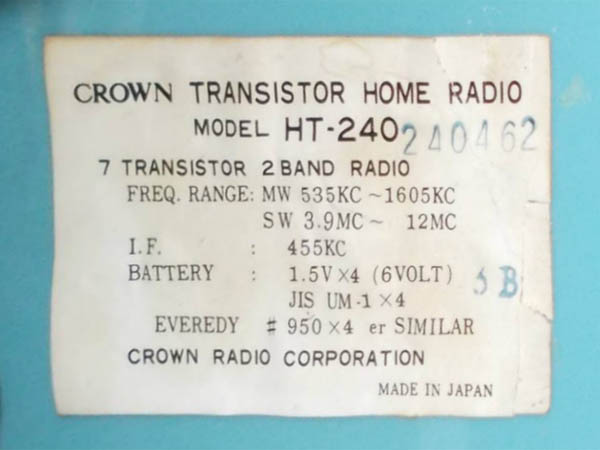 CROWN TRANSISTOR HOME RADIO
MODEL HT-240 240462
7 TRANSISTOR 2 BAND RADIO
FREQ. RANGE: MW 535KC ~ 1605KC
SW 3.9MC ~ 12MC
I.F. : 455KC
BATTERY : 1.5V×4 (6VOLT)
JIS UM-1 ×4
EVEREDY # 950 ×4 er SIMILAR
CROWN RADIO CORPORATION
MADE IN JAPAN